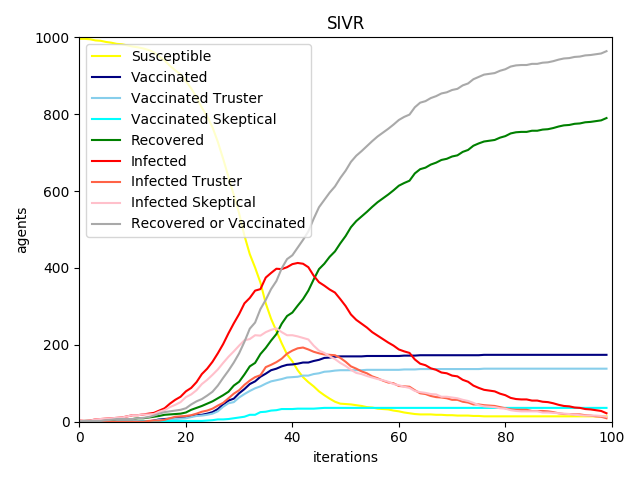 SIVR
1000
800
600
400
200
0
agents
Susceptible
Vaccinated
Vaccinated Truster
Vaccinated Skeptical
Recovered
Infected
Infected Truster
Infected Skeptical
Recovered or Vaccinated
0 20 40 60 80 100
iterations